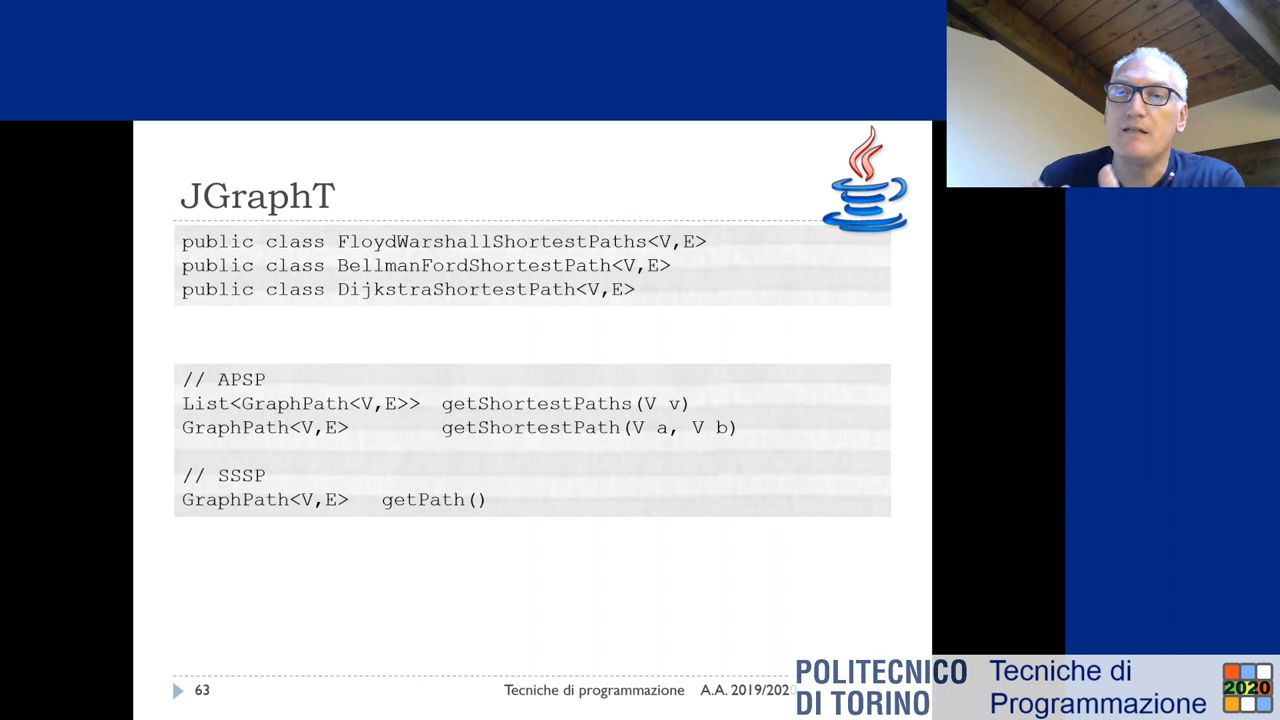 JGraphT
public class FloydWarshallShortestPaths<V,E>
public class BellmanFordShortestPath<V,E>
public class DijkstraShortestPath<V,E>
// APSP
List<GraphPath<V,E>> getShortestPaths(V v)
GraphPath<V,E> getShortestPath(V a, V b)
// SSSP
GraphPath<V,E> getPath()
63
Tecniche di programmazione A.A. 2019/2020
POLITECNICO
DI TORINO
Tecniche di
Programmazione
2020